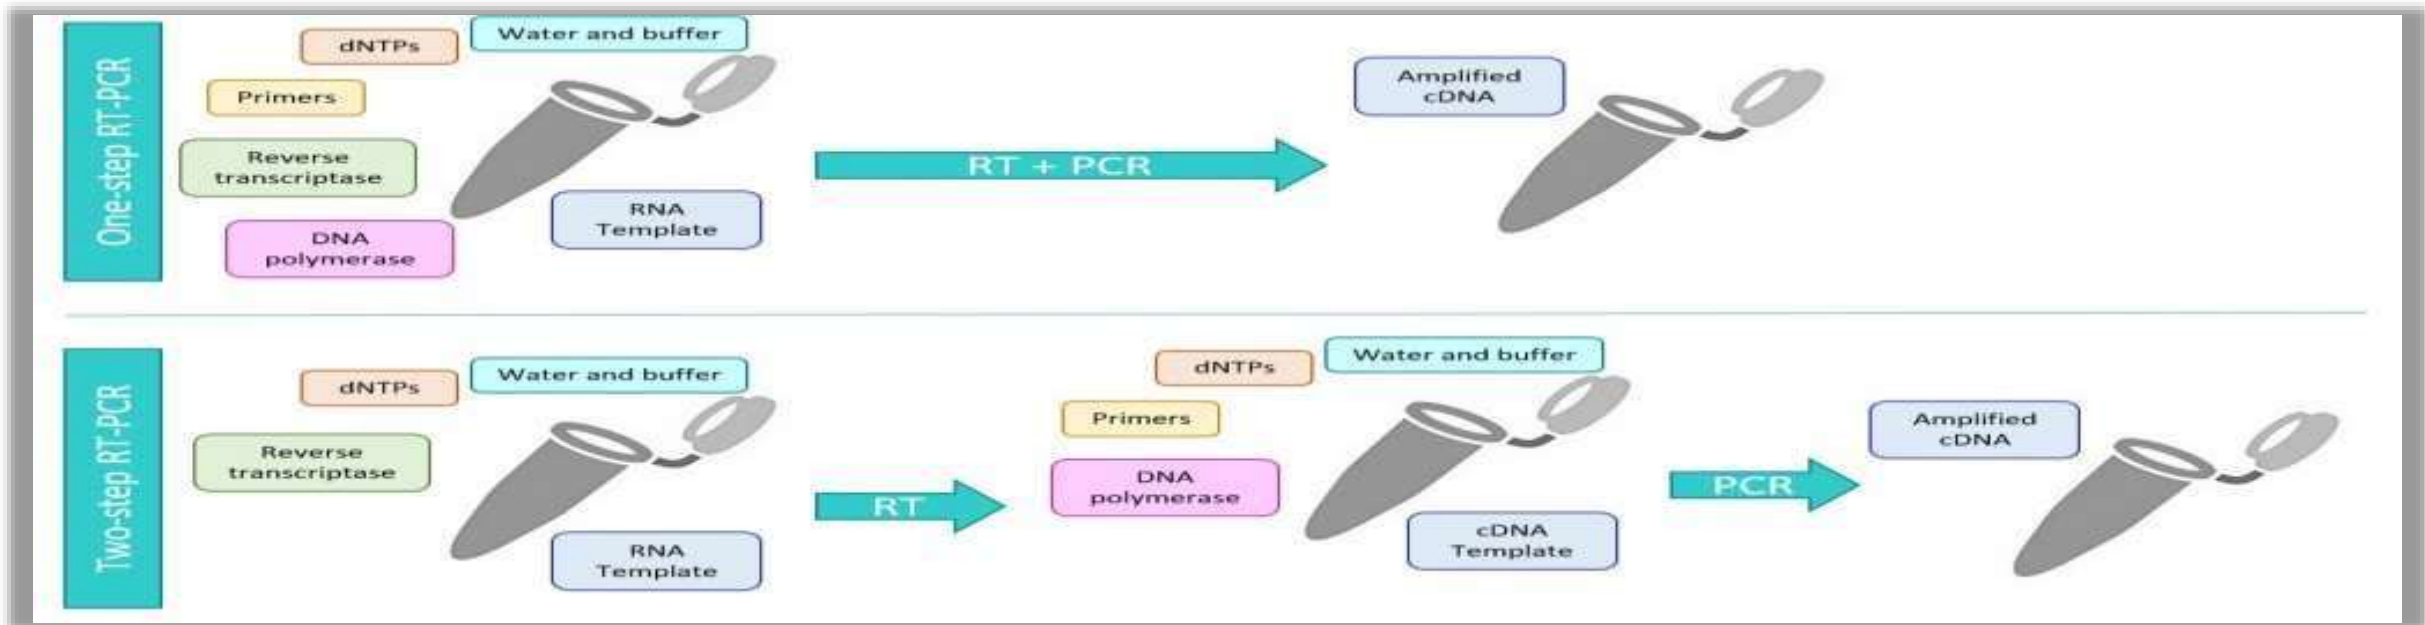 One-step RT-PCR
dNTPs
Water and buffer
Primers
Reverse
transcriptase
DNA
polymerase
RNA
Template
RT + PCR
Amplified
cDNA
Two-step RT-PCR
dNTPs
Water and buffer
Reverse
transcriptase
RNA
Template
RT
dNTPs
Water and buffer
Primers
DNA
polymerase
cDNA
Template
PCR
Amplified
cDNA